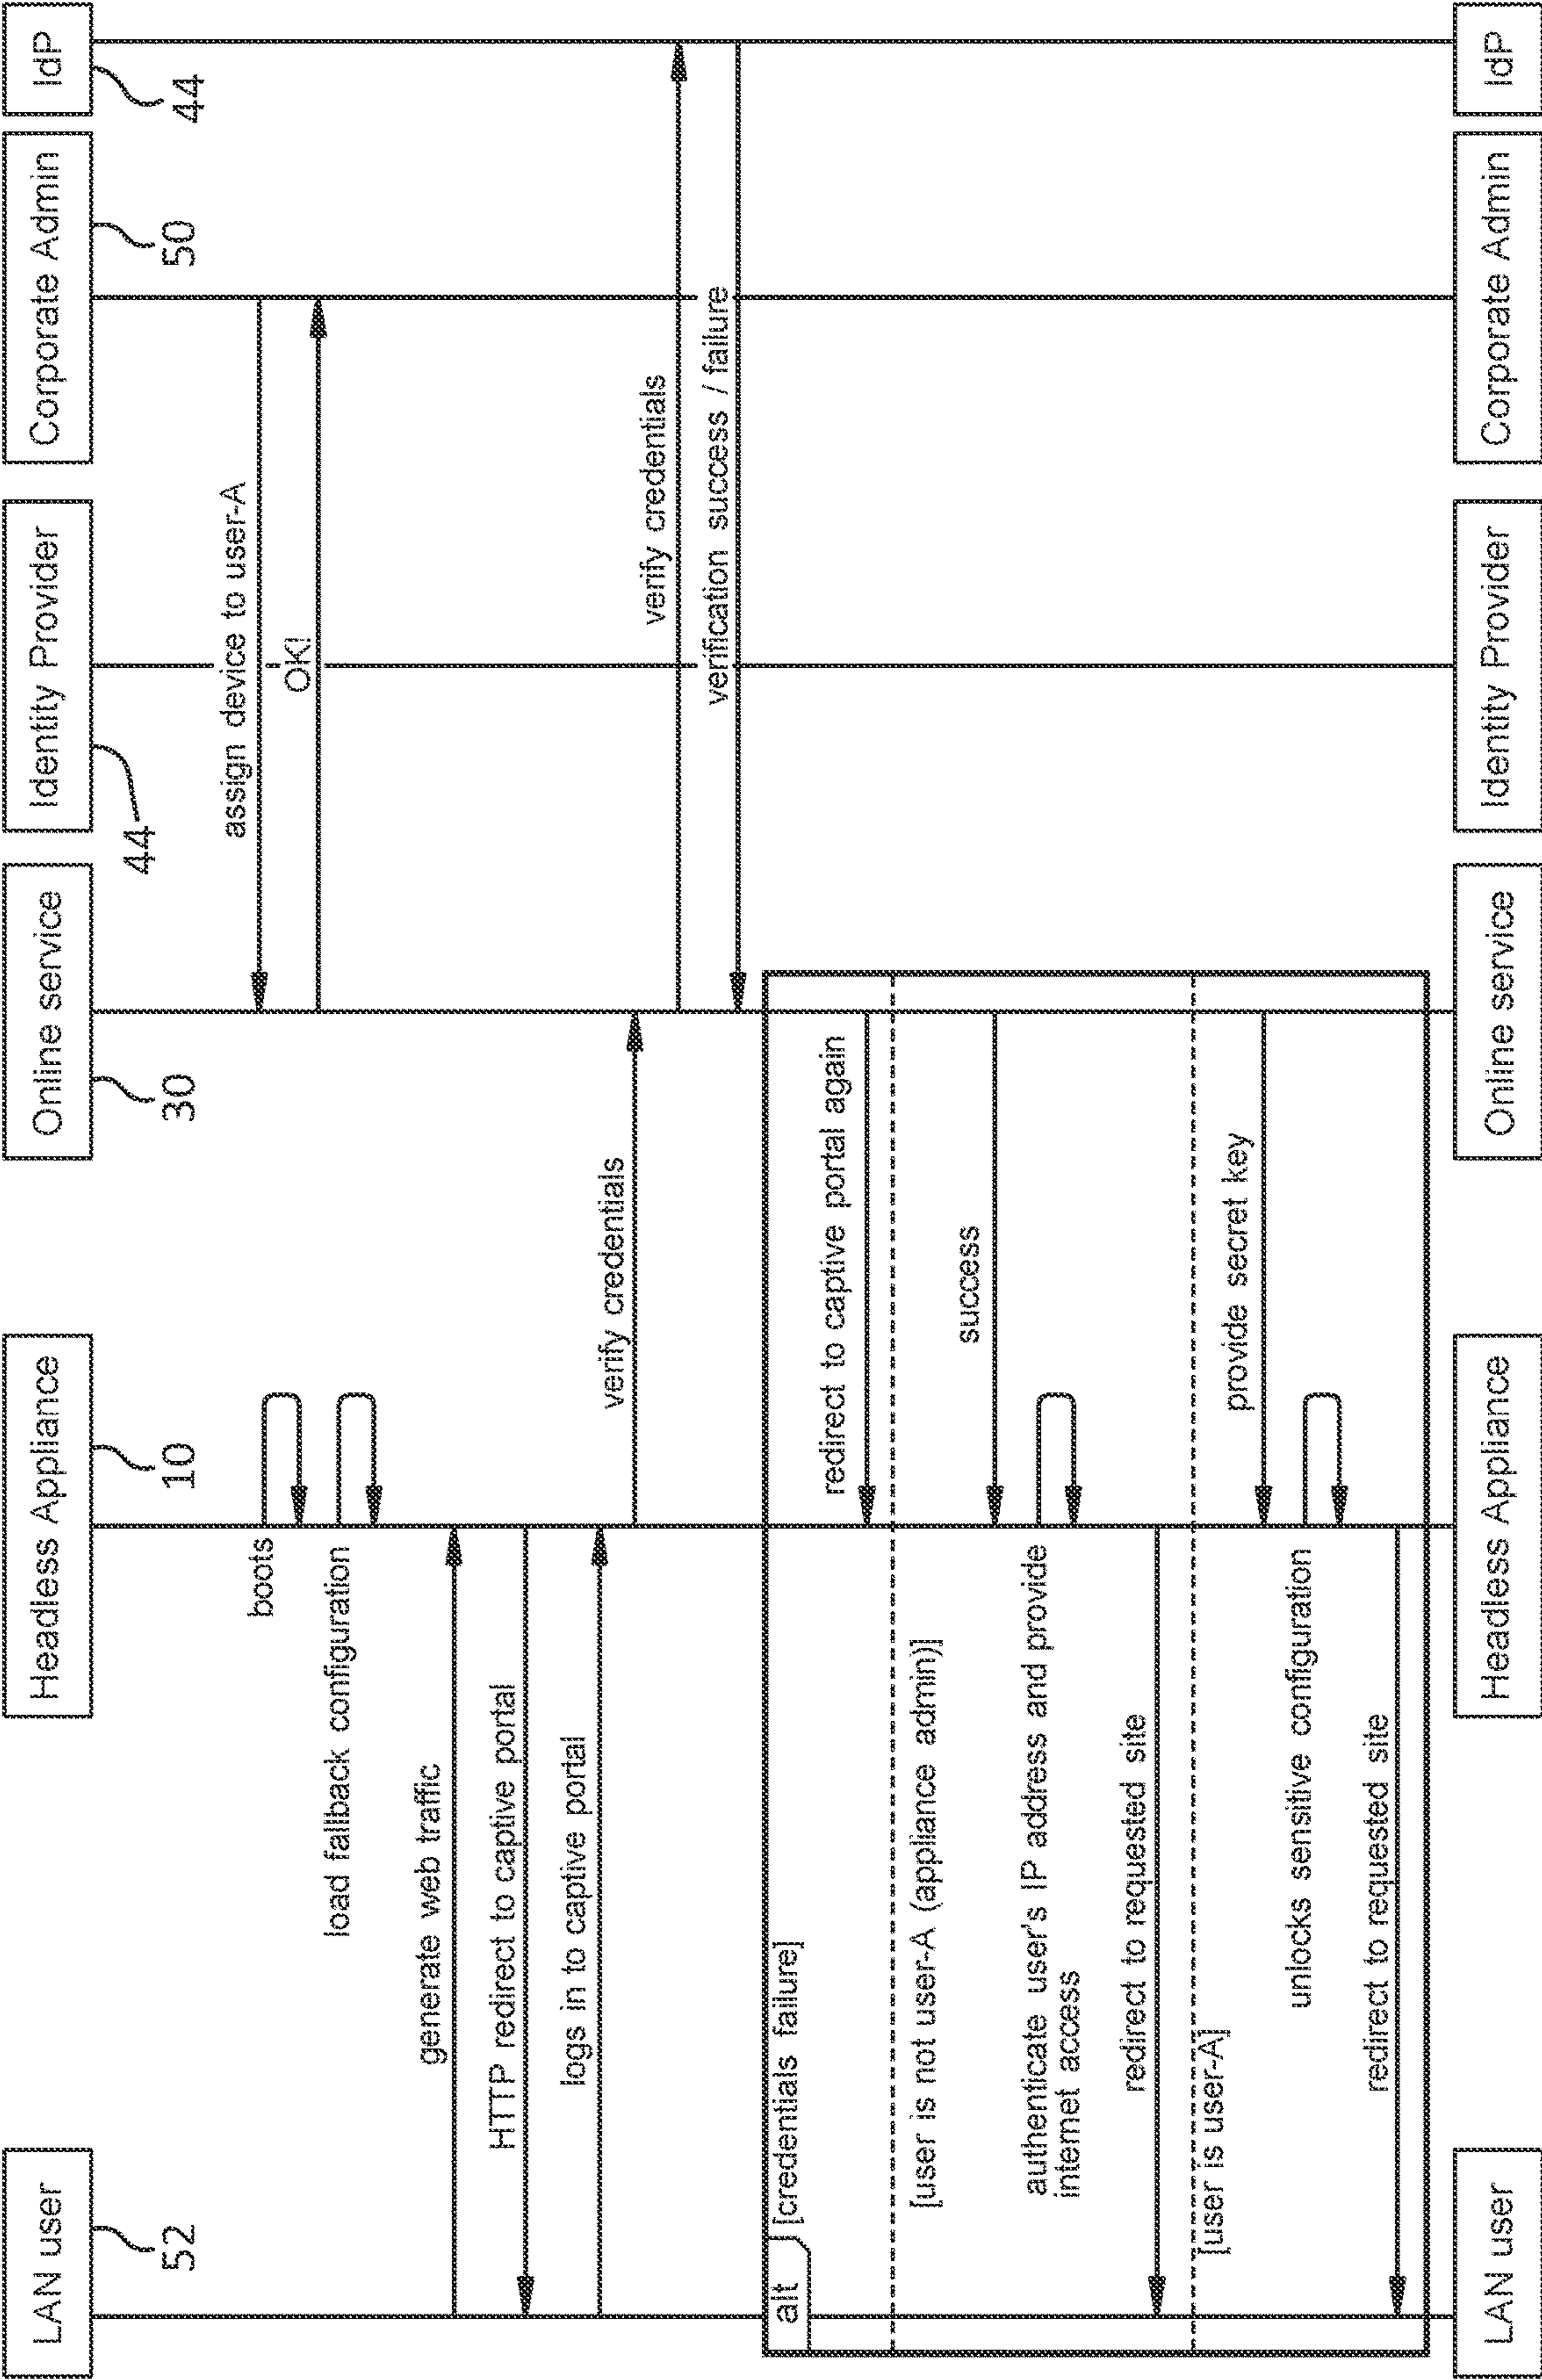 LAN user
Headless Appliance
Online service
Identity Provider
Corporate Admin
IdP
52
10
30
44
50
44
assign device to user-A
boots
OK!
load fallback configuration
generate web traffic
HTTP redirect to captive portal
logs in to captive portal
verify credentials
verify credentials
verification success / failure
alt
[credentials failure]
redirect to captive portal again
[user is not user-A (appliance admin)]
success
authenticate user's IP address and provide
internet access
redirect to requested site
[user is user-A]
provide secret key
unlocks sensitive configuration
redirect to requested site
LAN user
Headless Appliance
Online service
Identity Provider
Corporate Admin
IdP